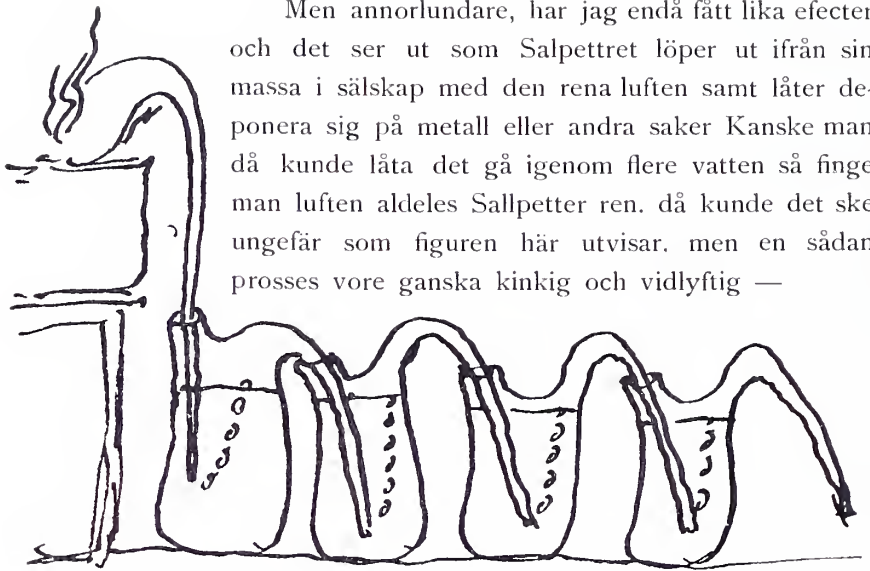 Men annorlundare, har jag endå fått lika efecter
och det ser ut som Salpettret löper ut ifrån sin
massa i sälskap med den rena luften samt låter de-
ponera sig på metall eller andra saker Kanske man
då kunde låta det gå igenom flere vatten så finge
man luften aldeles Sallpetter ren. då kunde det ske
ungefär som figuren här utvisar. men en sådan
prosses vore ganska kinkig och vidlyftig —